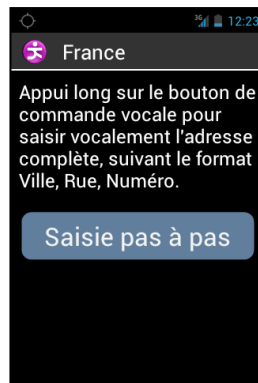 3G 12:23
France
Appui long sur le bouton de
commande vocale pour
saisir vocalement l'adresse
complète, suivant le format
Ville, Rue, Numéro.
Saisie pas à pas